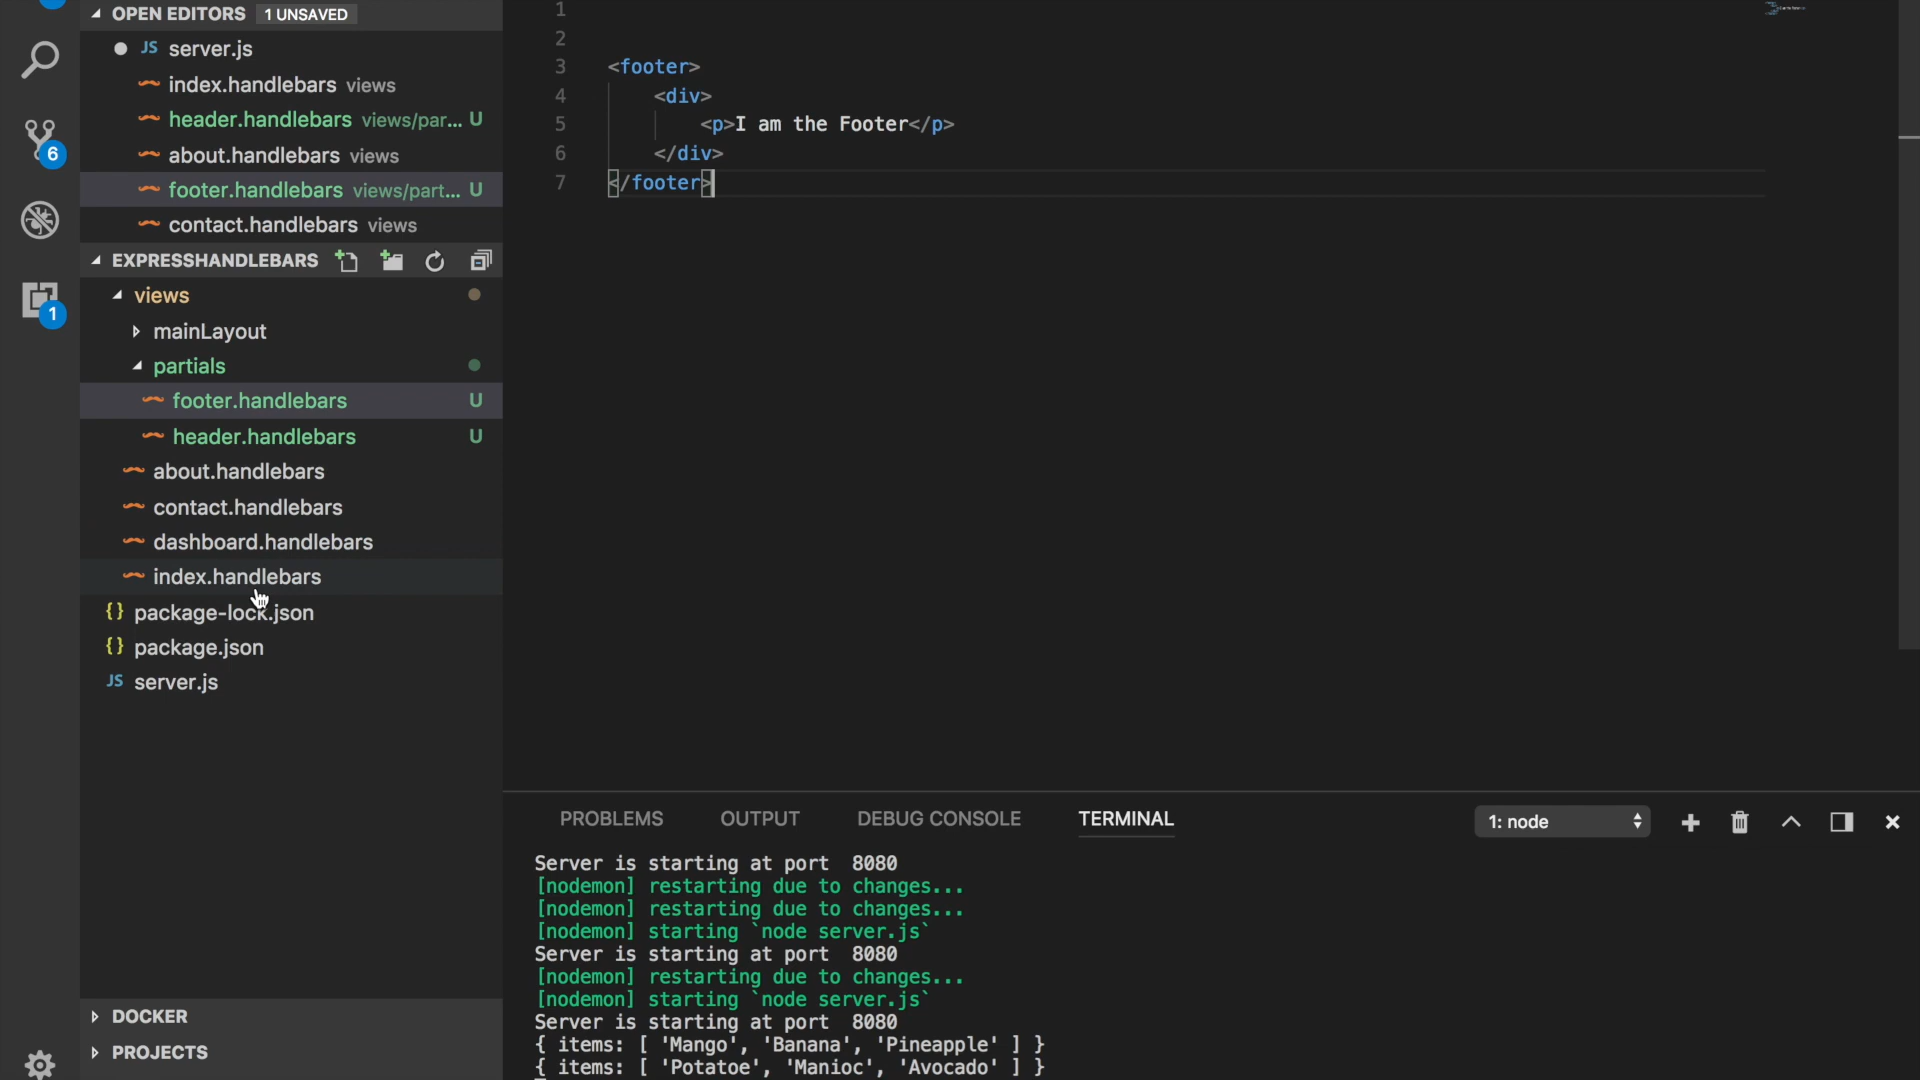 OPEN EDITORS 1 UNSAVED
JS server.js
index.handlebars views
header.handlebars views/par... U
about.handlebars views
footer.handlebars views/part... U
contact.handlebars views
EXPRESSHANDLEBARS
views
mainLayout
partials
footer.handlebars U
header.handlebars U
about.handlebars
contact.handlebars
dashboard.handlebars
index.handlebars
{} package-lock.json
{} package.json
JS server.js
DOCKER
PROJECTS
6
1
1
2
3 <footer>
4 <div>
5 <p>I am the Footer</p>
6 </div>
7 </footer>
PROBLEMS OUTPUT DEBUG CONSOLE TERMINAL 1: node
Server is starting at port 8080
[nodemon] restarting due to changes...
[nodemon] restarting due to changes...
[nodemon] starting `node server.js`
Server is starting at port 8080
[nodemon] restarting due to changes...
[nodemon] starting `node server.js`
Server is starting at port 8080
{ items: [ 'Mango', 'Banana', 'Pineapple' ] }
{ items: [ 'Potatoe', 'Manioc', 'Avocado' ] }